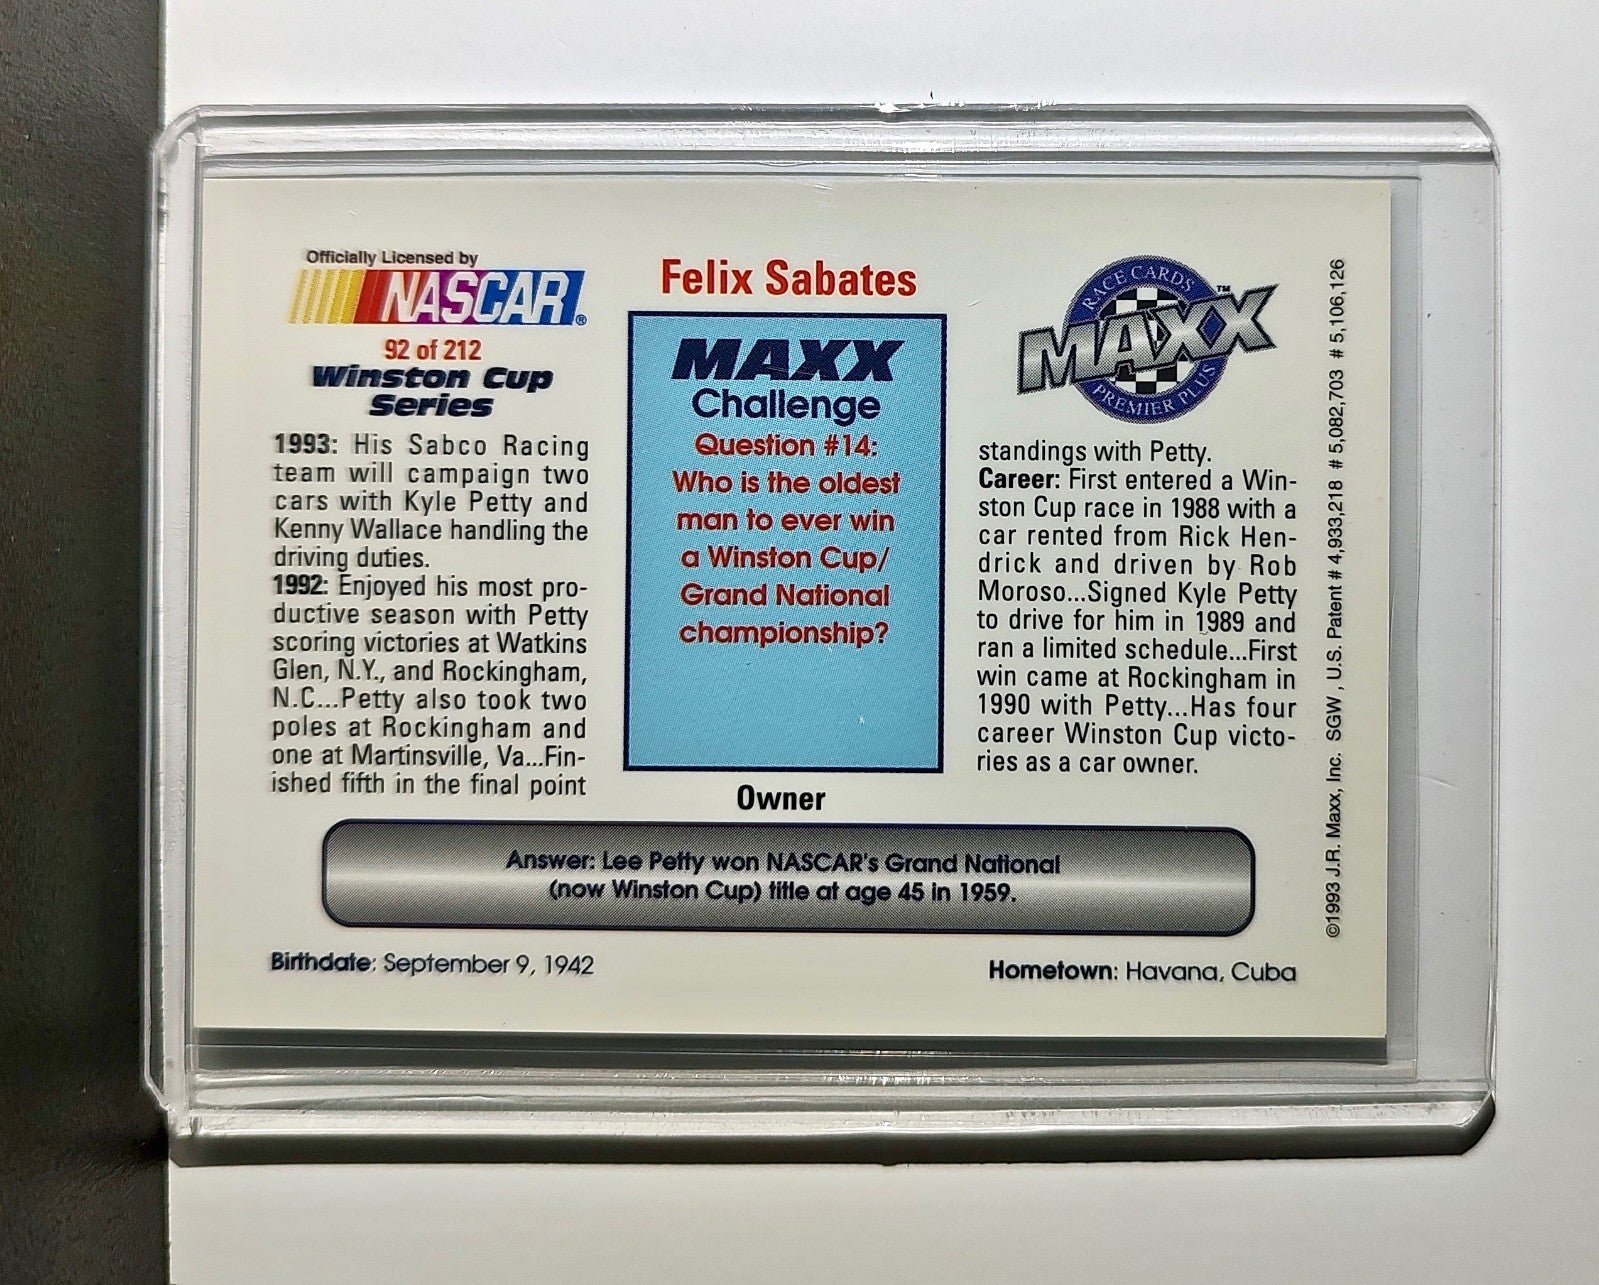 Officially Licensed by
NASCAR®
92 of 212
Winston Cup
Series
1993: His Sabco Racing
team will campaign two
cars with Kyle Petty and
Kenny Wallace handling the
driving duties.
1992: Enjoyed his most pro-
ductive season with Petty
scoring victories at Watkins
Glen, N.Y., and Rockingham,
N.C...Petty also took two
poles at Rockingham and
one at Martinsville, Va...Fin-
ished fifth in the final point
Felix Sabates
MAXX
Challenge
Question #14:
Who is the oldest
man to ever win
a Winston Cup/
Grand National
championship?
Owner
RACE CARDS
MAXX™
PREMIER PLUS
standings with Petty.
Career: First entered a Win-
ston Cup race in 1988 with a
car rented from Rick Hen-
drick and driven by Rob
Moroso...Signed Kyle Petty
to drive for him in 1989 and
ran a limited schedule...First
win came at Rockingham in
1990 with Petty...Has four
career Winston Cup victo-
ries as a car owner.
Answer: Lee Petty won NASCAR's Grand National
(now Winston Cup) title at age 45 in 1959.
Birthdate: September 9, 1942
Hometown: Havana, Cuba
©1993 J.R. Maxx, Inc. SGW, U.S. Patent # 4,933,218 # 5,082,703 # 5,106,126